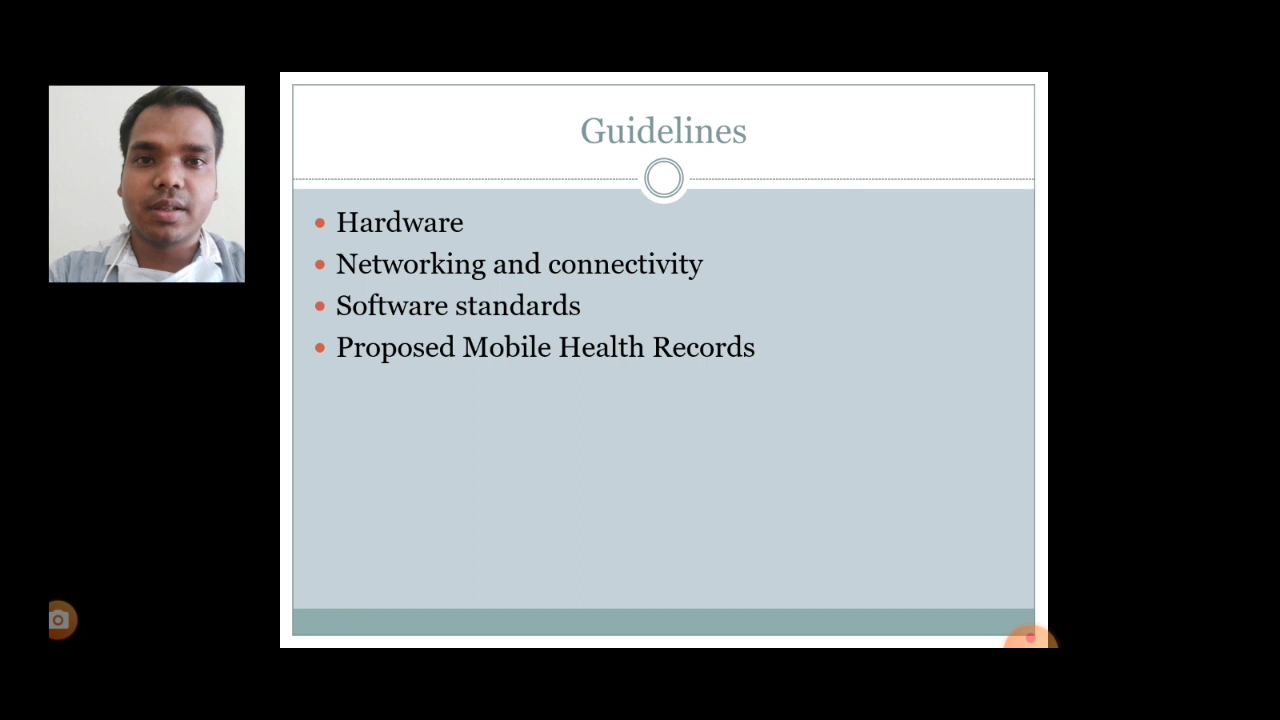 Guidelines
Hardware
Networking and connectivity
Software standards
Proposed Mobile Health Records